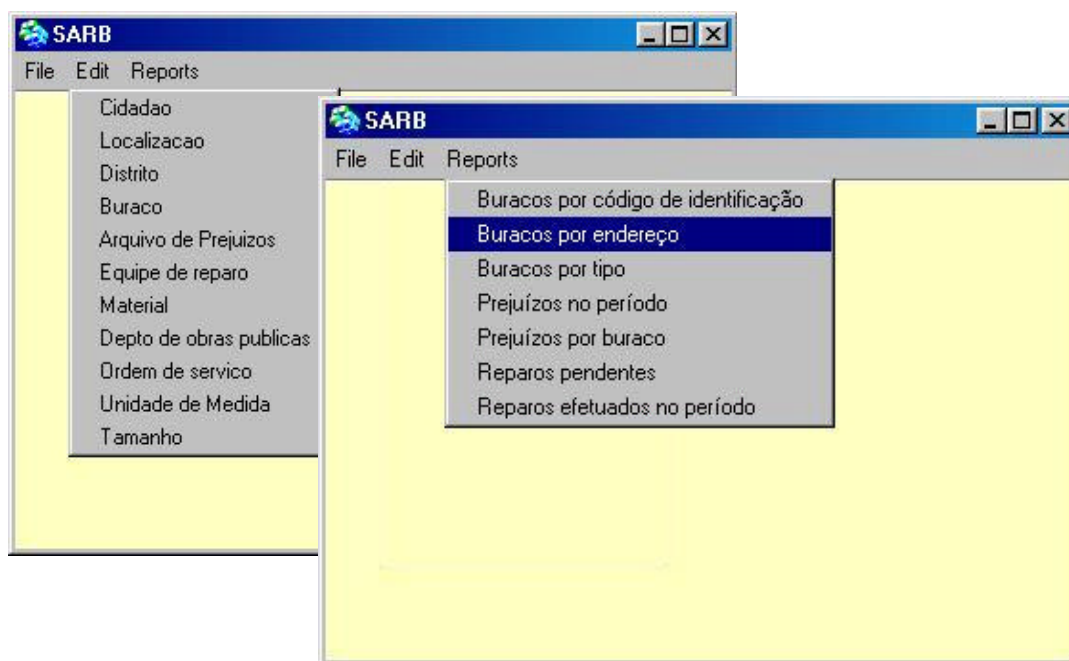 SARB
File Edit Reports
Cidadao
Localizacao
Distrito
Buraco
Arquivo de Prejuizos
Equipe de reparo
Material
Depto de obras publicas
Ordem de servico
Unidade de Medida
Tamanho
SARB
File Edit Reports
Buracos por código de identificação
Buracos por endereço
Buracos por tipo
Prejuízos no período
Prejuízos por buraco
Reparos pendentes
Reparos efetuados no período